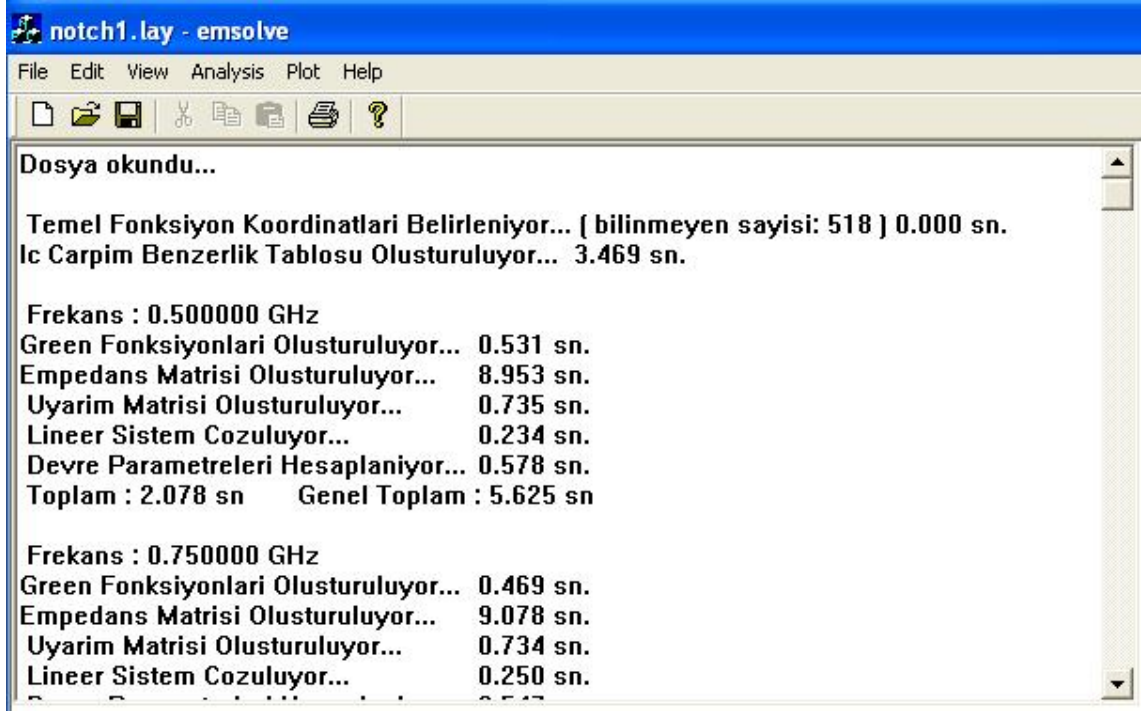 notch1.lay - emsolve
File Edit View Analysis Plot Help
Dosya okundu...
Temel Fonksiyon Koordinatlari Belirleniyor... ( bilinmeyen sayisi: 518 ) 0.000 sn.
Ic Carpim Benzerlik Tablosu Olusturuluyor... 3.469 sn.
Frekans : 0.500000 GHz
Green Fonksiyonlari Olusturuluyor... 0.531 sn.
Empedans Matrisi Olusturuluyor... 8.953 sn.
Uyarim Matrisi Olusturuluyor... 0.735 sn.
Lineer Sistem Cozuluyor... 0.234 sn.
Devre Parametreleri Hesaplaniyor... 0.578 sn.
Toplam : 2.078 sn Genel Toplam : 5.625 sn
Frekans : 0.750000 GHz
Green Fonksiyonlari Olusturuluyor... 0.469 sn.
Empedans Matrisi Olusturuluyor... 9.078 sn.
Uyarim Matrisi Olusturuluyor... 0.734 sn.
Lineer Sistem Cozuluyor... 0.250 sn.